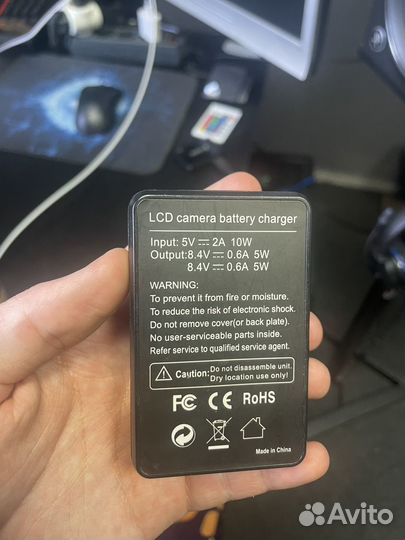 LCD camera battery charger
Input: 5V ⎓ 2A 10W
Output:8.4V ⎓ 0.6A 5W
8.4V ⎓ 0.6A 5W
WARNING:
To prevent it from fire or moisture.
To reduce the risk of electronic shock.
Do not remove cover(or back plate).
No user-serviceable parts inside.
Refer service to qualified service agent.
Caution: Do not disassemble unit.
Dry location use only!
FC CE RoHS
Made in China
Avito